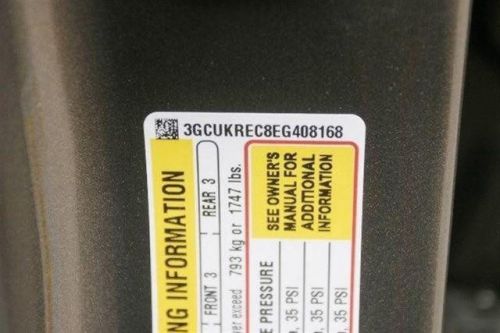 3GCUKREC8EG408168
NG INFORMATION
FRONT 3 REAR 3
exceed 793 kg or 1747 lbs.
SEE OWNER'S
MANUAL FOR
ADDITIONAL
INFORMATION
PRESSURE
35 PSI
35 PSI
35 PSI